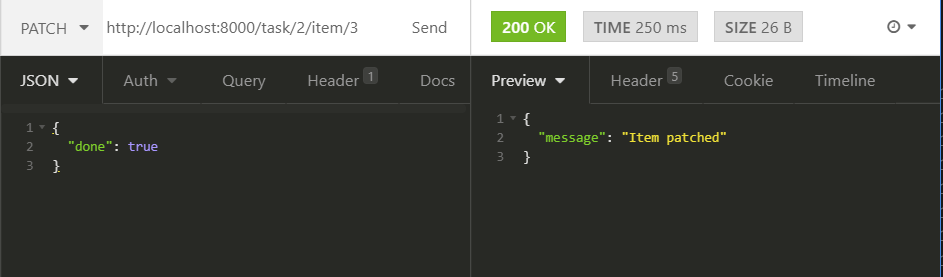 PATCH http://localhost:8000/task/2/item/3 Send 200 OK TIME 250 ms SIZE 26 B
JSON Auth Query Header 1 Docs Preview Header 5 Cookie Timeline
1 {
2 "done": true
3 }
1 {
2 "message": "Item patched"
3 }